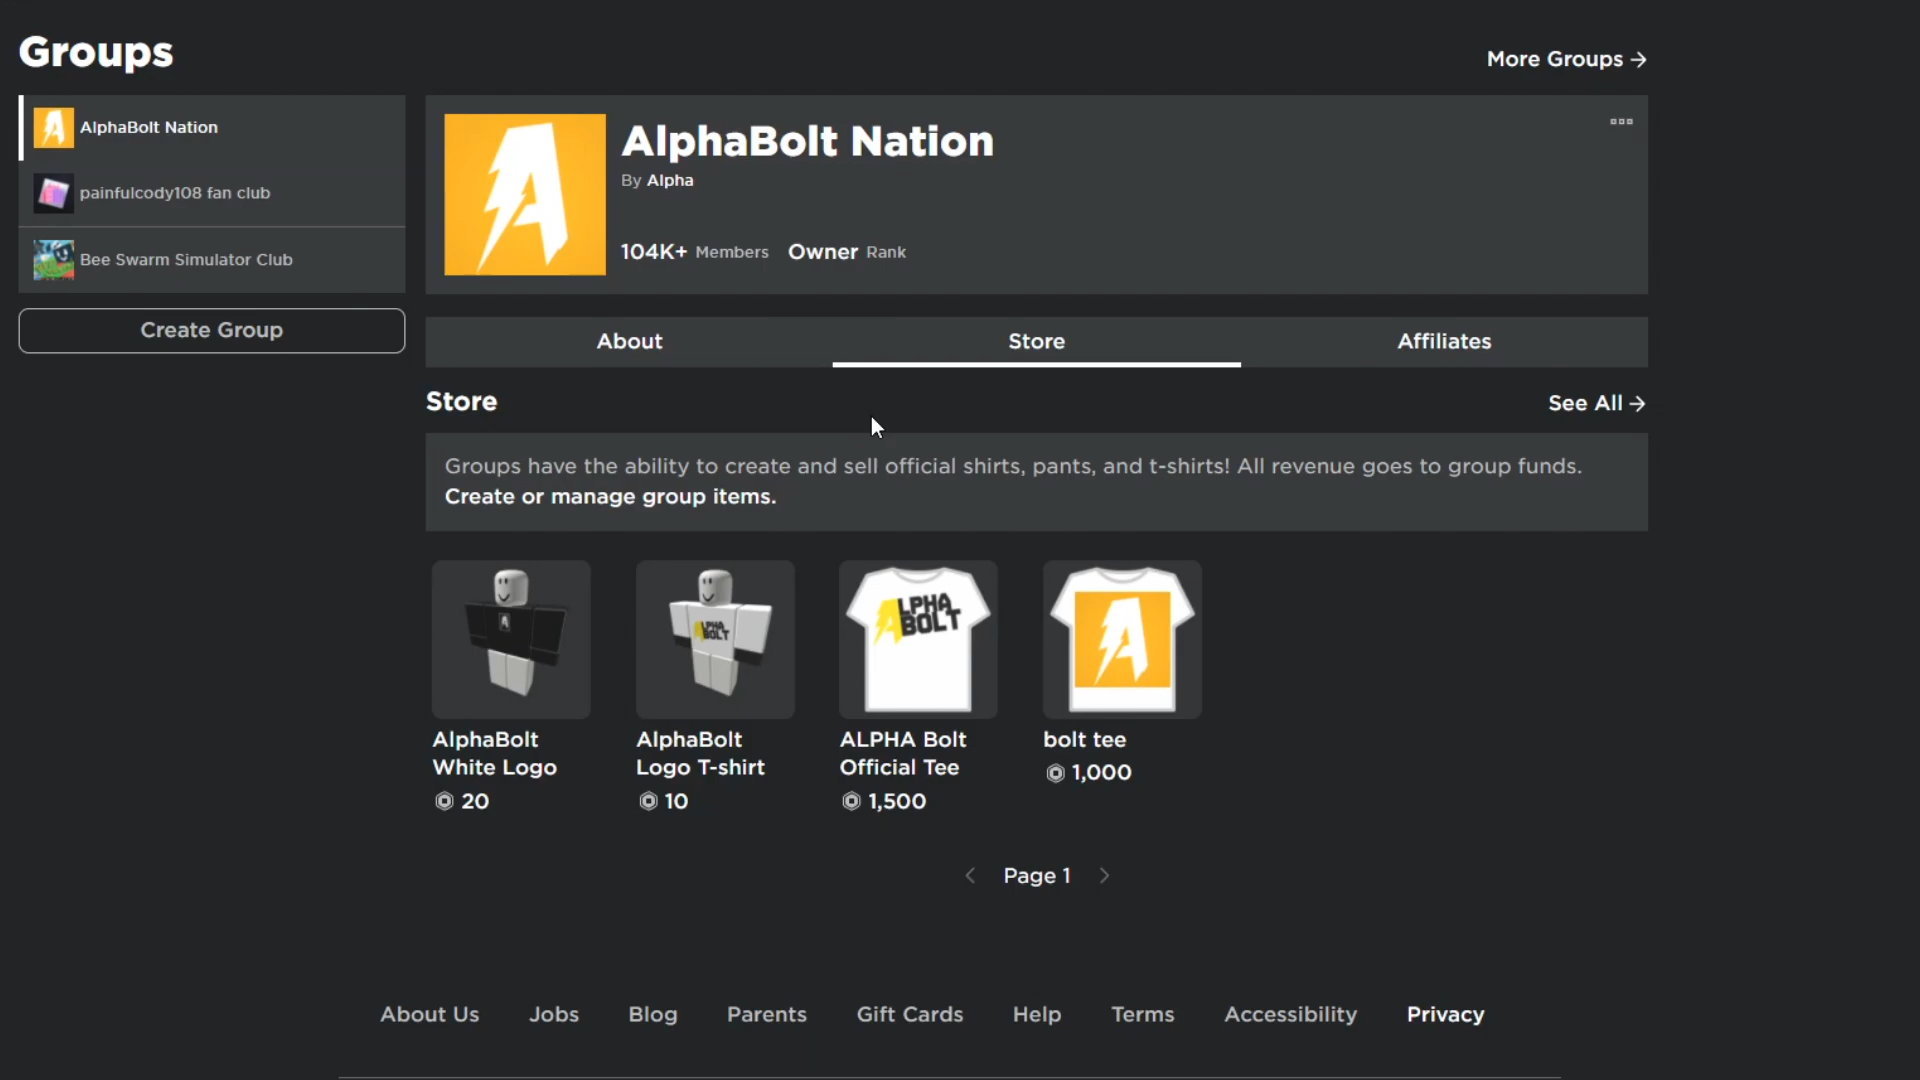 Groups
More Groups →
AlphaBolt Nation
painfulcody108 fan club
Bee Swarm Simulator Club
Create Group
AlphaBolt Nation
By Alpha
104K+ Members Owner Rank
About Store Affiliates
Store
See All →
Groups have the ability to create and sell official shirts, pants, and t-shirts! All revenue goes to group funds.
Create or manage group items.
ALPHA
BOLT
ALPHA
BOLT
A
AlphaBolt
White Logo
20
AlphaBolt
Logo T-shirt
10
ALPHA Bolt
Official Tee
1,500
bolt tee
1,000
< Page 1 >
About Us Jobs Blog Parents Gift Cards Help Terms Accessibility Privacy